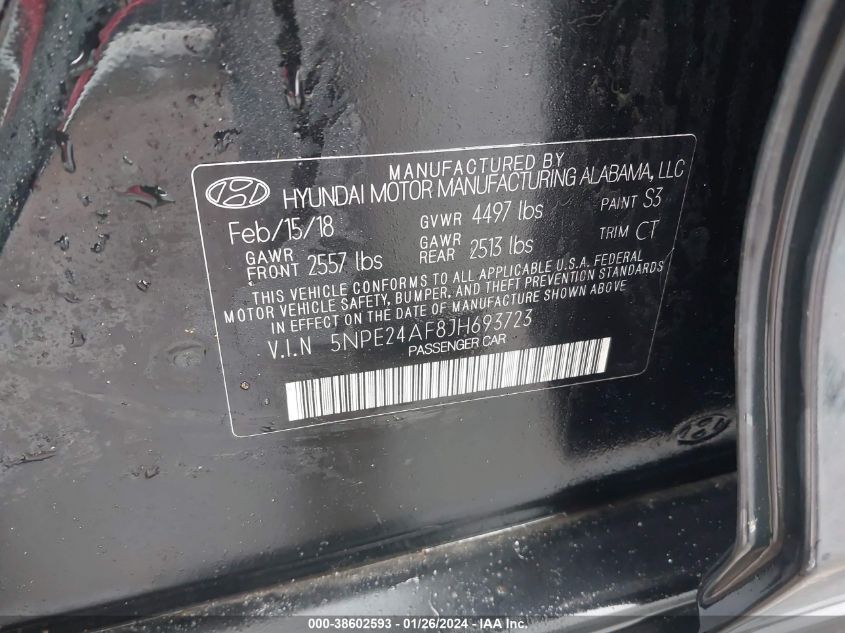 MANUFACTURED BY
HYUNDAI MOTOR MANUFACTURING ALABAMA, LLC
Feb/15/18 GVWR 4497 lbs PAINT S3
GAWR FRONT 2557 lbs GAWR REAR 2513 lbs TRIM CT
THIS VEHICLE CONFORMS TO ALL APPLICABLE U.S.A. FEDERAL
MOTOR VEHICLE SAFETY, BUMPER, AND THEFT PREVENTION STANDARDS
IN EFFECT ON THE DATE OF MANUFACTURE SHOWN ABOVE
V.I.N 5NPE24AF8JH693723
PASSENGER CAR
000-38602593 - 01/26/2024 - IAA Inc.